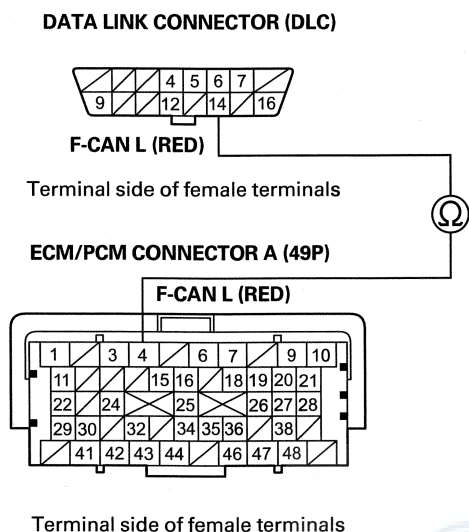 DATA LINK CONNECTOR (DLC)
4 5 6 7
9 12 14 16
F-CAN L (RED)
Terminal side of female terminals
Ω
ECM/PCM CONNECTOR A (49P)
F-CAN L (RED)
1 3 4 6 7 9 10
11 15 16 18 19 20 21
22 24 25 26 27 28
29 30 32 34 35 36 38
41 42 43 44 46 47 48
Terminal side of female terminals